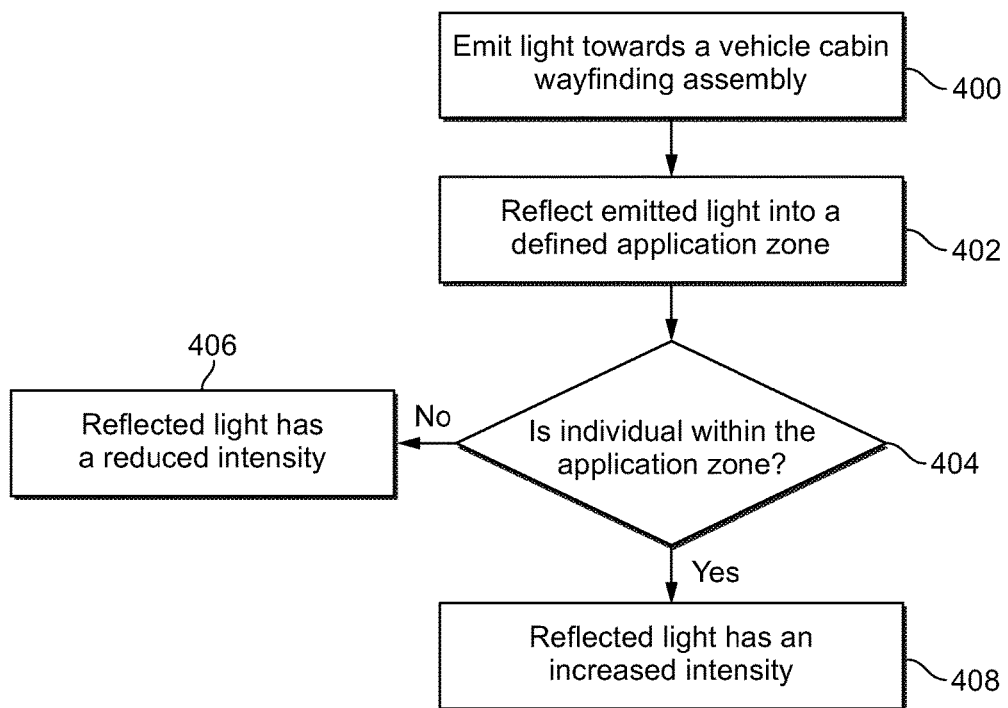 Emit light towards a vehicle cabin
wayfinding assembly
400
Reflect emitted light into a
defined application zone
402
406
Reflected light has
a reduced intensity
No
Is individual within the
application zone?
404
Yes
Reflected light has an
increased intensity
408